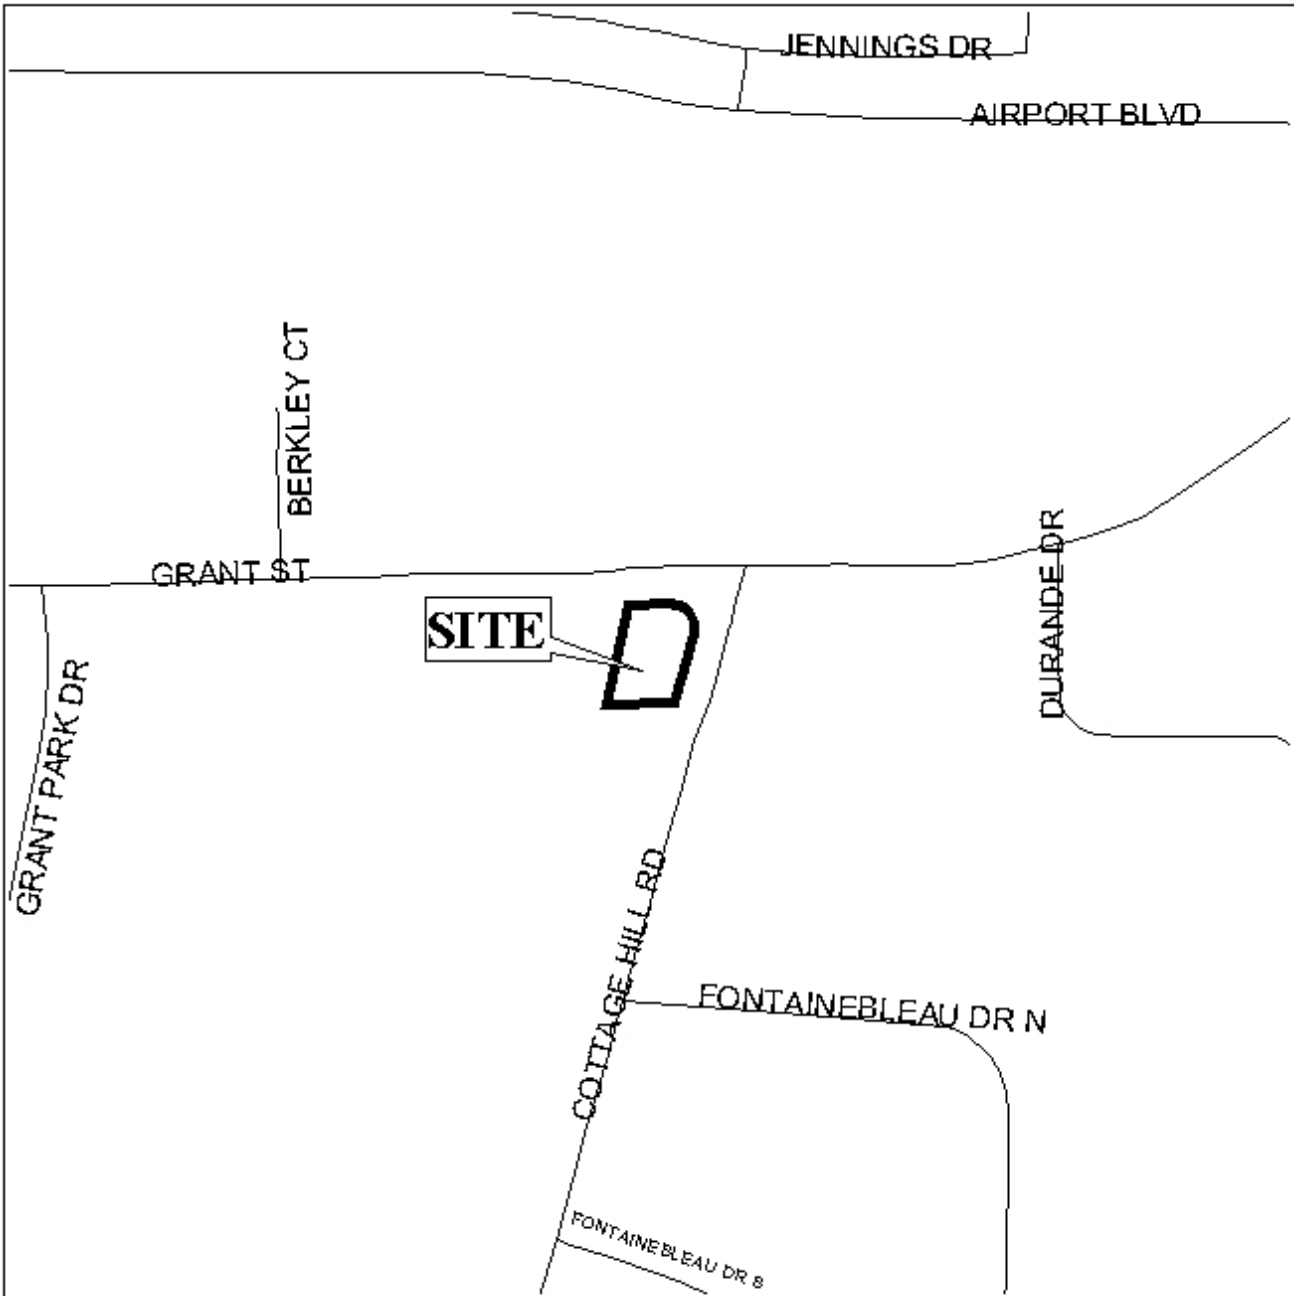 JENNINGS DR
AIRPORT BLVD
BERKLEY CT
GRANT ST
DURANDE DR
SITE
GRANT PARK DR
COTTAGE HILL RD
FONTAINEBLEAU DR N
FONTAINEBLEAU DR S